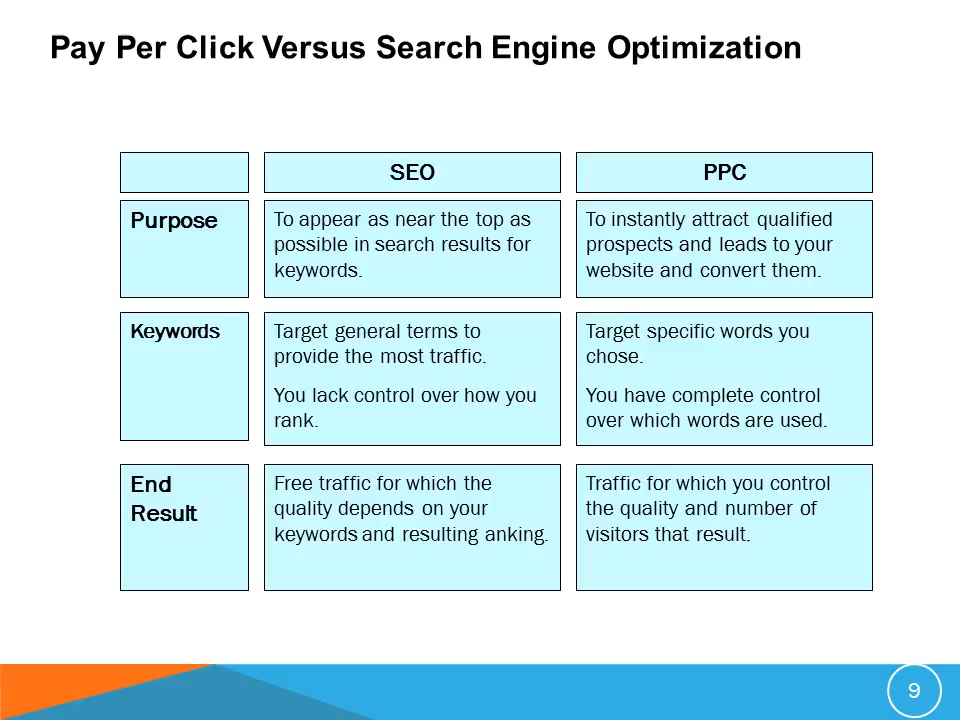 Pay Per Click Versus Search Engine Optimization
SEO
PPC
Purpose
To appear as near the top as
possible in search results for
keywords.
To instantly attract qualified
prospects and leads to your
website and convert them.
Keywords
Target general terms to
provide the most traffic.
You lack control over how you
rank.
Target specific words you
chose.
You have complete control
over which words are used.
End
Result
Free traffic for which the
quality depends on your
keywords and resulting anking.
Traffic for which you control
the quality and number of
visitors that result.
9